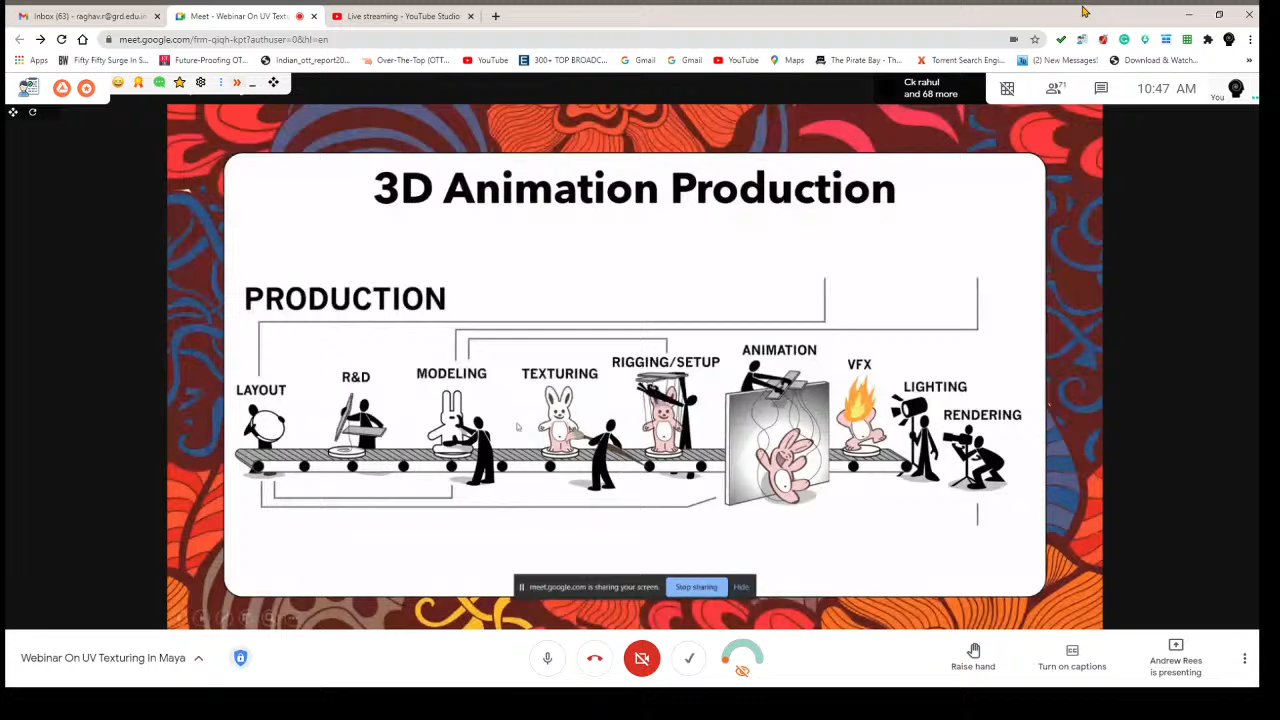 Inbox (63) - raghav.r@grd.edu.in
Meet - Webinar On UV Textu
Live streaming - YouTube Studio
meet.google.com/frm-qiqh-kpt?authuser=0&hl=en
Apps
Fifty Fifty Surge In S...
Future-Proofing OT...
Indian_ott_report20...
Over-The-Top (OTT...
YouTube
300+ TOP BROADC...
Gmail
Gmail
YouTube
Maps
The Pirate Bay - Th...
Torrent Search Engi...
(2) New Messages!
Download & Watch...
Ck rahul
and 68 more
71
You
10:47 AM
3D Animation Production
PRODUCTION
LAYOUT
R&D
MODELING
TEXTURING
RIGGING/SETUP
ANIMATION
VFX
LIGHTING
RENDERING
meet.google.com is sharing your screen.
Stop sharing
Hide
Webinar On UV Texturing In Maya
Raise hand
Turn on captions
Andrew Rees
is presenting